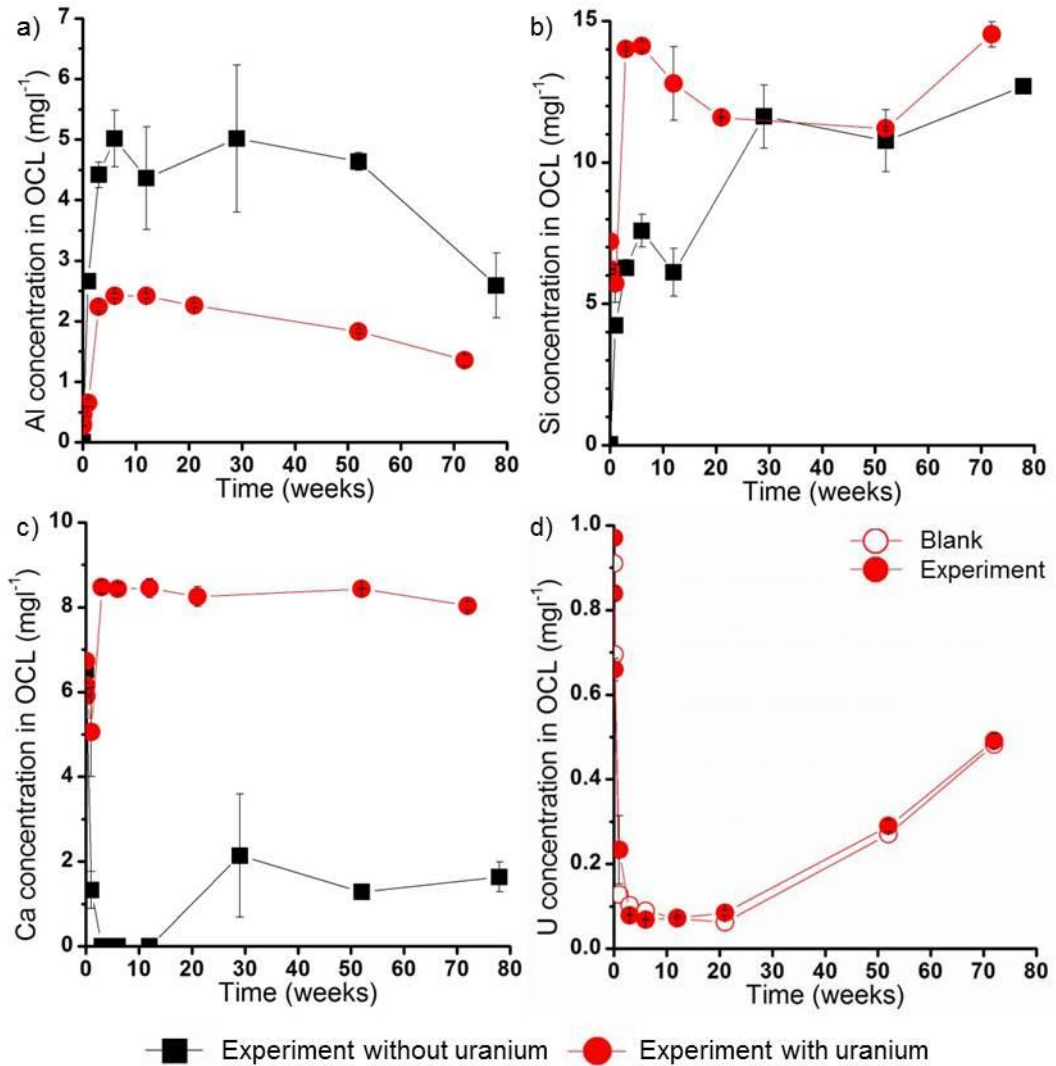 a)
7
6
5
4
3
2
1
0
Al concentration in OCL (mgl-1)
0 10 20 30 40 50 60 70 80
Time (weeks)
b)
15
10
5
0
Si concentration in OCL (mgl-1)
0 10 20 30 40 50 60 70 80
Time (weeks)
c)
10
8
6
4
2
0
Ca concentration in OCL (mgl-1)
0 10 20 30 40 50 60 70 80
Time (weeks)
d)
1.0
0.8
0.6
0.4
0.2
0.0
U concentration in OCL (mgl-1)
Blank
Experiment
0 10 20 30 40 50 60 70 80
Time (weeks)
Experiment without uranium Experiment with uranium